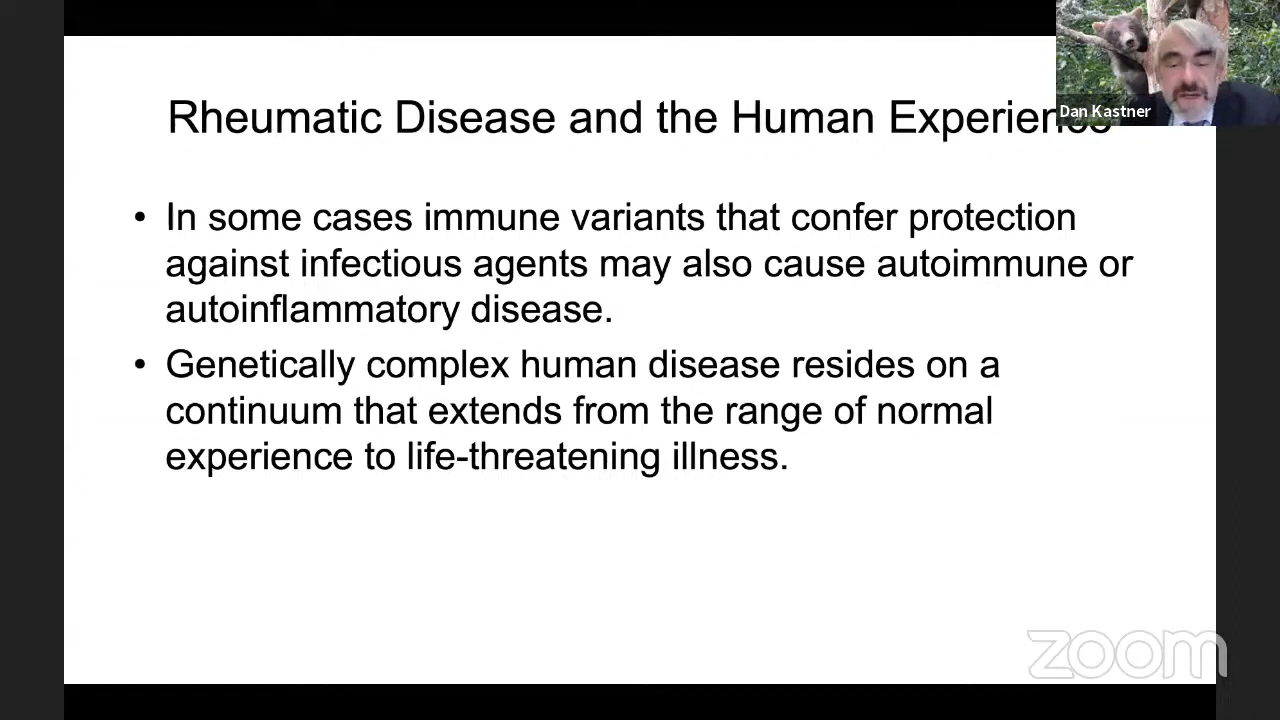 Rheumatic Disease and the Human Experience
Dan Kastner
• In some cases immune variants that confer protection
against infectious agents may also cause autoimmune or
autoinflammatory disease.
• Genetically complex human disease resides on a
continuum that extends from the range of normal
experience to life-threatening illness.
zoom